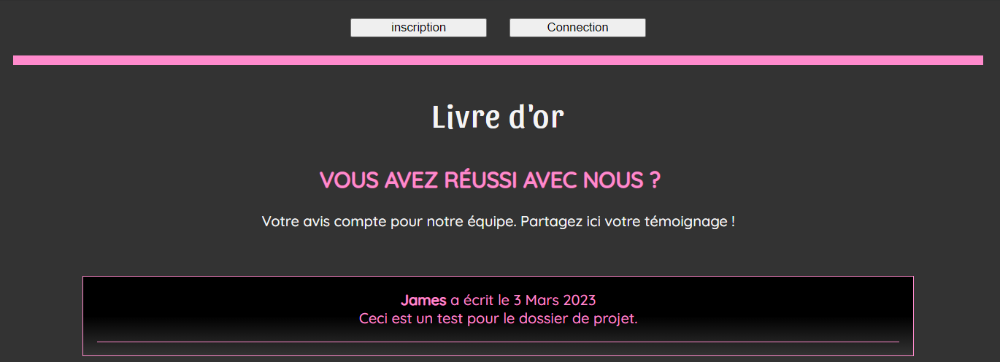 inscription
Connection
Livre d'or
VOUS AVEZ RÉUSSI AVEC NOUS ?
Votre avis compte pour notre équipe. Partagez ici votre témoignage !
James a écrit le 3 Mars 2023
Ceci est un test pour le dossier de projet.